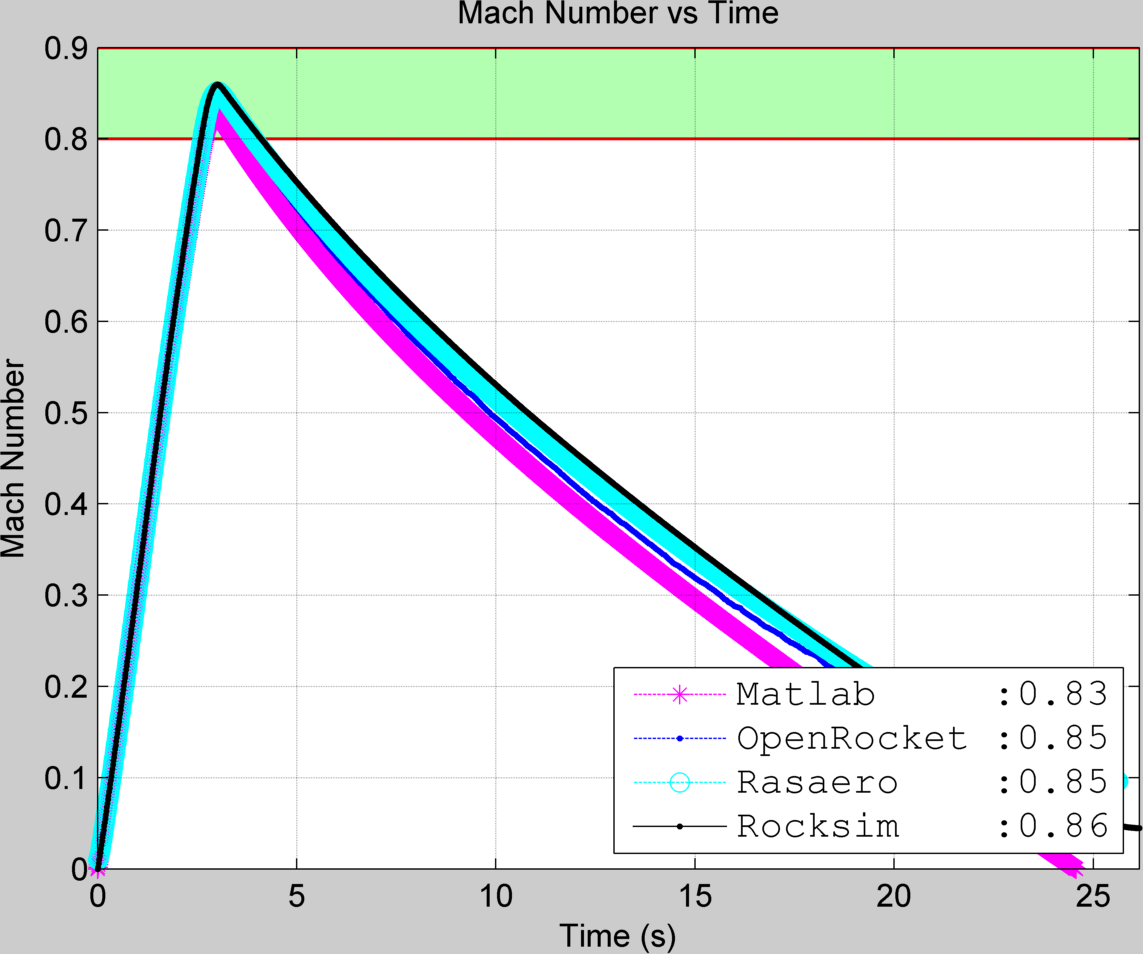 Mach Number vs Time
Mach Number
0.9
0.8
0.7
0.6
0.5
0.4
0.3
0.2
0.1
0
Matlab :0.83
OpenRocket :0.85
Rasaero :0.85
Rocksim :0.86
0 5 10 15 20 25
Time (s)